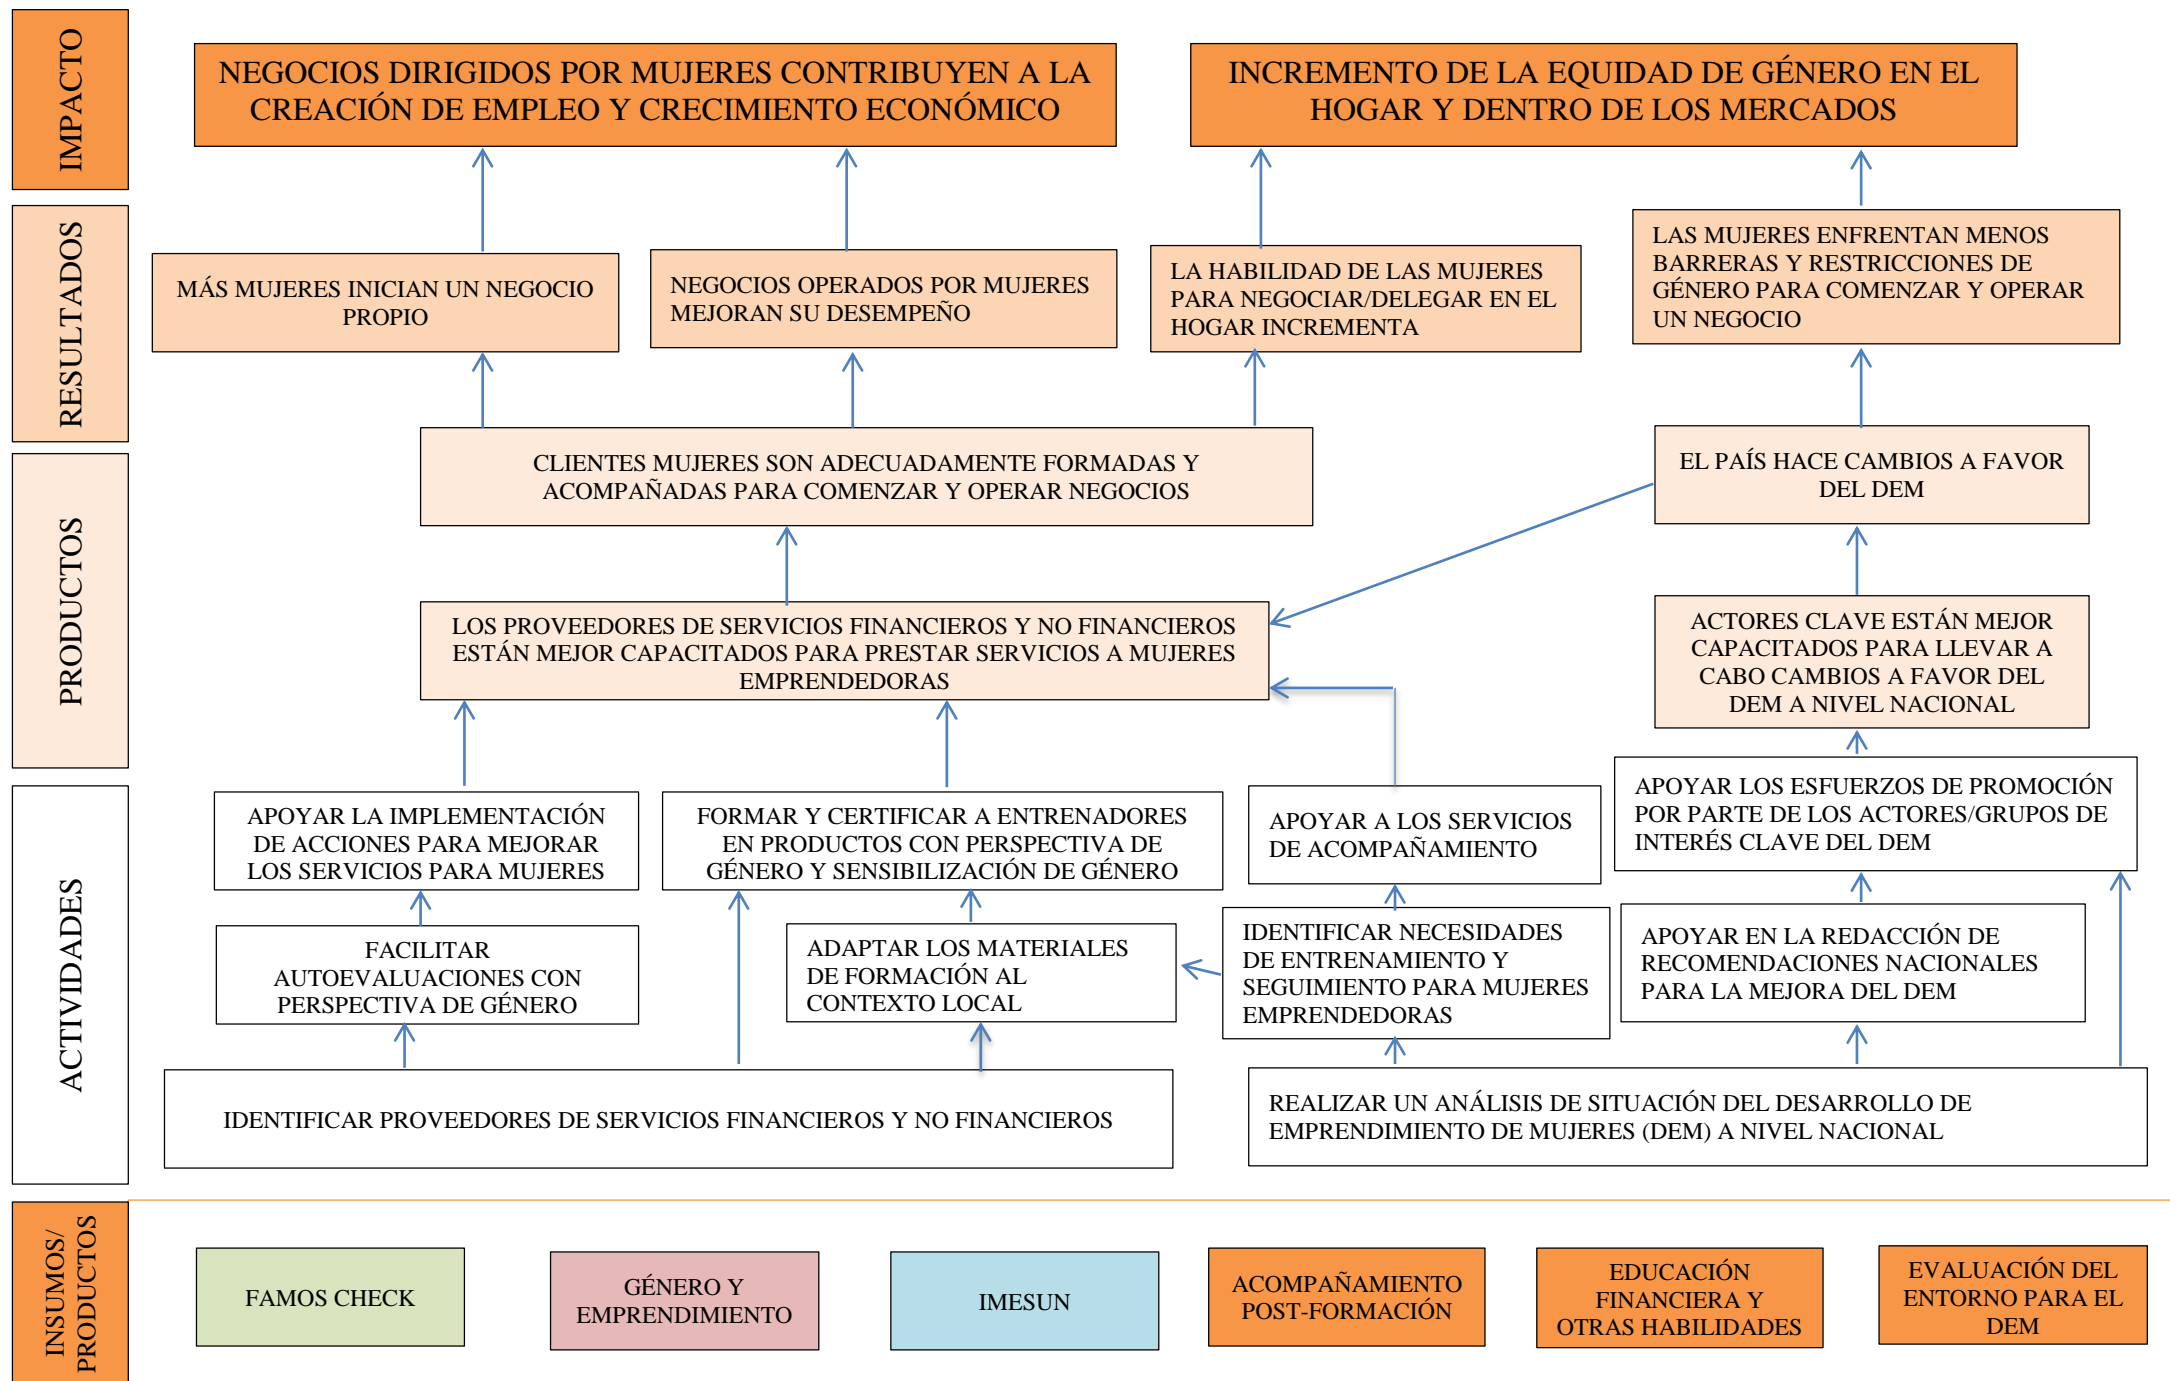 IMPACTO
NEGOCIOS DIRIGIDOS POR MUJERES CONTRIBUYEN A LA
CREACIÓN DE EMPLEO Y CRECIMIENTO ECONÓMICO
INCREMENTO DE LA EQUIDAD DE GÉNERO EN EL
HOGAR Y DENTRO DE LOS MERCADOS
RESULTADOS
MÁS MUJERES INICIAN UN NEGOCIO
PROPIO
NEGOCIOS OPERADOS POR MUJERES
MEJORAN SU DESEMPEÑO
LA HABILIDAD DE LAS MUJERES
PARA NEGOCIAR/DELEGAR EN EL
HOGAR INCREMENTA
LAS MUJERES ENFRENTAN MENOS
BARRERAS Y RESTRICCIONES DE
GÉNERO PARA COMENZAR Y OPERAR
UN NEGOCIO
PRODUCTOS
CLIENTES MUJERES SON ADECUADAMENTE FORMADAS Y
ACOMPAÑADAS PARA COMENZAR Y OPERAR NEGOCIOS
EL PAÍS HACE CAMBIOS A FAVOR
DEL DEM
LOS PROVEEDORES DE SERVICIOS FINANCIEROS Y NO FINANCIEROS
ESTÁN MEJOR CAPACITADOS PARA PRESTAR SERVICIOS A MUJERES
EMPRENDEDORAS
ACTORES CLAVE ESTÁN MEJOR
CAPACITADOS PARA LLEVAR A
CABO CAMBIOS A FAVOR DEL
DEM A NIVEL NACIONAL
ACTIVIDADES
APOYAR LA IMPLEMENTACIÓN
DE ACCIONES PARA MEJORAR
LOS SERVICIOS PARA MUJERES
FORMAR Y CERTIFICAR A ENTRENADORES
EN PRODUCTOS CON PERSPECTIVA DE
GÉNERO Y SENSIBILIZACIÓN DE GÉNERO
APOYAR A LOS SERVICIOS
DE ACOMPAÑAMIENTO
APOYAR LOS ESFUERZOS DE PROMOCIÓN
POR PARTE DE LOS ACTORES/GRUPOS DE
INTERÉS CLAVE DEL DEM
FACILITAR
AUTOEVALUACIONES CON
PERSPECTIVA DE GÉNERO
ADAPTAR LOS MATERIALES
DE FORMACIÓN AL
CONTEXTO LOCAL
IDENTIFICAR NECESIDADES
DE ENTRENAMIENTO Y
SEGUIMIENTO PARA MUJERES
EMPRENDEDORAS
APOYAR EN LA REDACCIÓN DE
RECOMENDACIONES NACIONALES
PARA LA MEJORA DEL DEM
IDENTIFICAR PROVEEDORES DE SERVICIOS FINANCIEROS Y NO FINANCIEROS
REALIZAR UN ANÁLISIS DE SITUACIÓN DEL DESARROLLO DE
EMPRENDIMIENTO DE MUJERES (DEM) A NIVEL NACIONAL
INSUMOS/
PRODUCTOS
FAMOS CHECK
GÉNERO Y
EMPRENDIMIENTO
IMESUN
ACOMPAÑAMIENTO
POST-FORMACIÓN
EDUCACIÓN
FINANCIERA Y
OTRAS HABILIDADES
EVALUACIÓN DEL
ENTORNO PARA EL
DEM